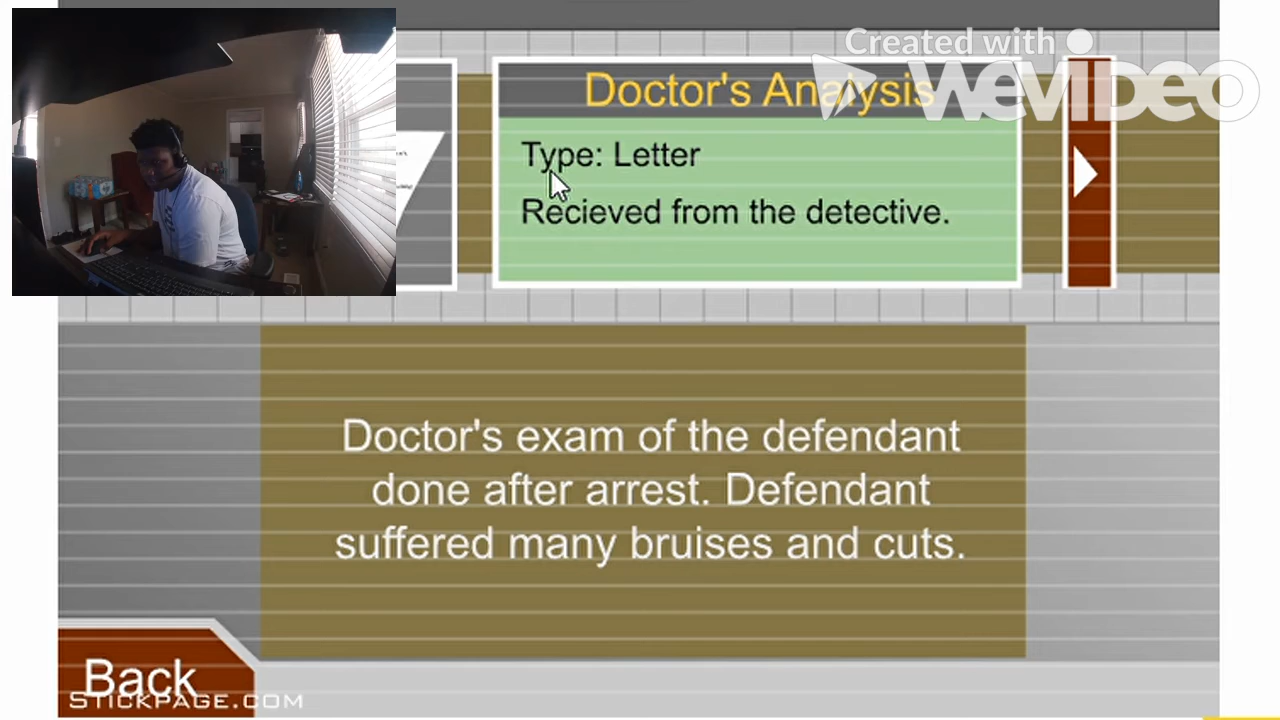 Created with
WEVIDEO
Doctor's Analysis
Type: Letter
Recieved from the detective.
Doctor's exam of the defendant
done after arrest. Defendant
suffered many bruises and cuts.
Back
STICKPAGE.COM